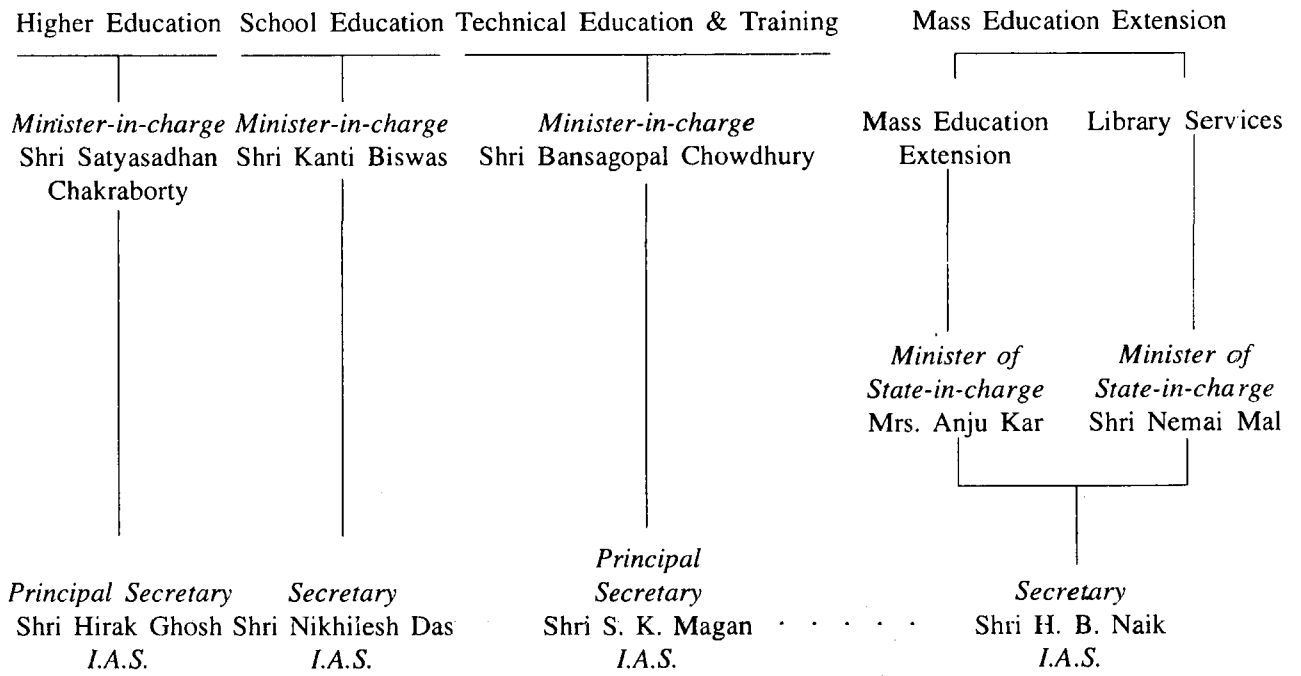 Higher Education School Education Technical Education & Training Mass Education Extension
Minister-in-charge Minister-in-charge Minister-in-charge Mass Education Library Services
Shri Satyasadhan Shri Kanti Biswas Shri Bansagopal Chowdhury Extension
Chakraborty
Minister of Minister of
State-in-charge State-in-charge
Mrs. Anju Kar Shri Nemai Mal
Principal
Principal Secretary Secretary Secretary Secretary
Shri Hirak Ghosh Shri Nikhilesh Das Shri S. K. Magan . . . . . Shri H. B. Naik
I.A.S. I.A.S. I.A.S. I.A.S.